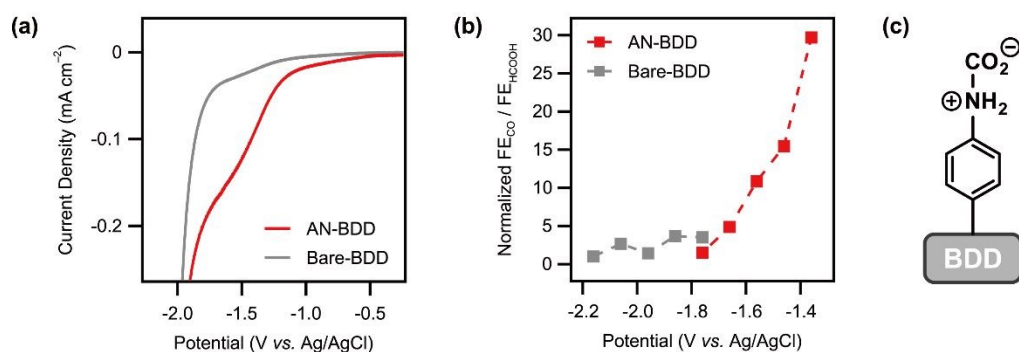 (a)
Current Density (mA cm⁻²)
0
-0.1
-0.2
AN-BDD
Bare-BDD
-2.0 -1.5 -1.0 -0.5
Potential (V vs. Ag/AgCl)
(b)
Normalized FE_CO / FE_HCOOH
30
25
20
15
10
5
0
AN-BDD
Bare-BDD
-2.2 -2.0 -1.8 -1.6 -1.4
Potential (V vs. Ag/AgCl)
(c)
CO₂⊖
⊕NH₂
BDD